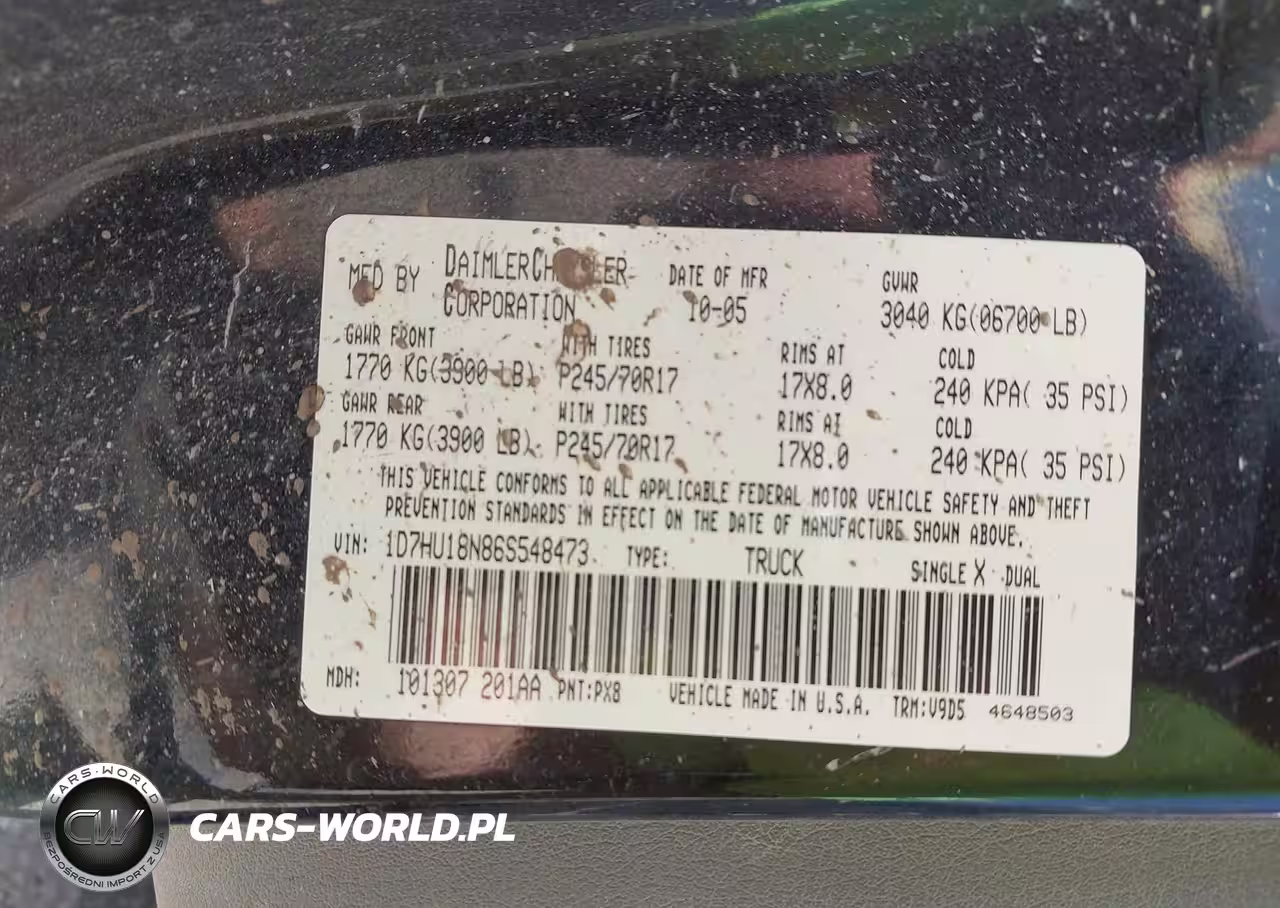 MFD BY DAIMLERCHRYSLER CORPORATION DATE OF MFR 10-05 GVWR 3040 KG(06700 LB)
GAWR FRONT WITH TIRES RIMS AT COLD
1770 KG(3900 LB) P245/70R17 17X8.0 240 KPA( 35 PSI)
GAWR REAR WITH TIRES RIMS AT COLD
1770 KG(3900 LB) P245/70R17 17X8.0 240 KPA( 35 PSI)
THIS VEHICLE CONFORMS TO ALL APPLICABLE FEDERAL MOTOR VEHICLE SAFETY AND THEFT
PREVENTION STANDARDS IN EFFECT ON THE DATE OF MANUFACTURE SHOWN ABOVE.
VIN: 1D7HU18N86S548473 TYPE: TRUCK SINGLE X DUAL
MDH: 101307 201AA PNT:PX8 VEHICLE MADE IN U.S.A. TRM:V9D5 4648503
CARS-WORLD
CW
BEZPOŚREDNI IMPORT Z USA
CARS-WORLD.PL